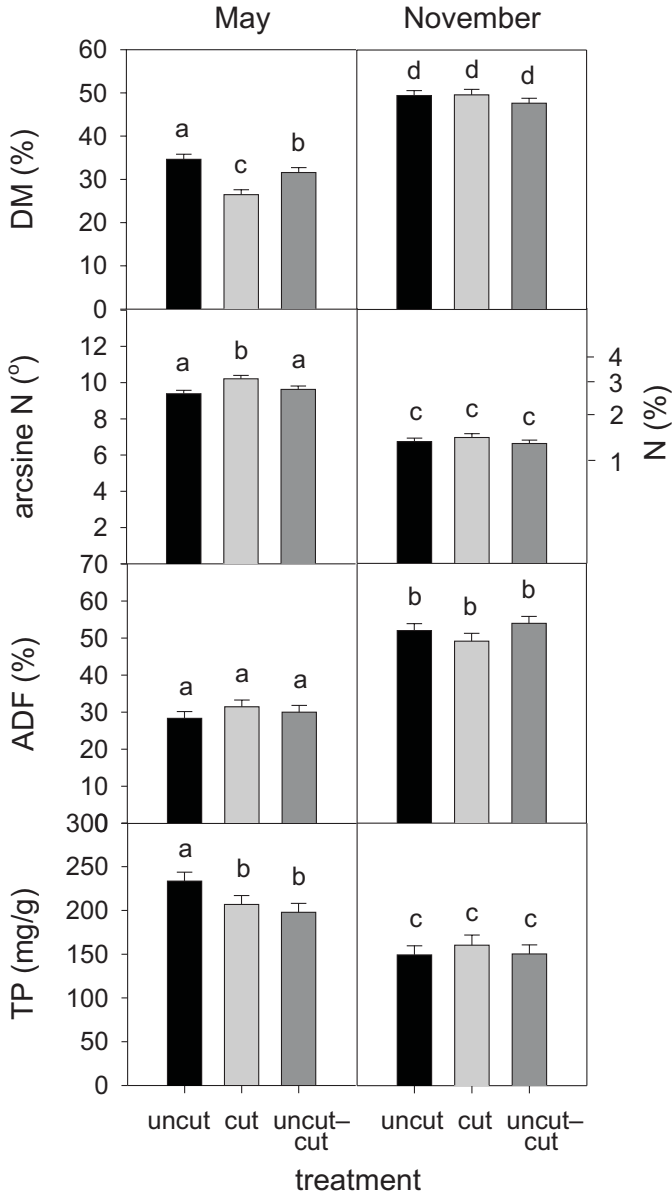 May November
DM (%)
60
50
40
30
20
10
0
a c b
d d d
arcsine N (°)
12
10
8
6
4
2
70
a b a
c c c
4
3
2
1
N (%)
ADF (%)
60
50
40
30
20
10
300
0
a a a
b b b
TP (mg/g)
250
200
150
100
50
0
a b b
c c c
uncut cut uncut– uncut cut uncut–
cut cut
treatment